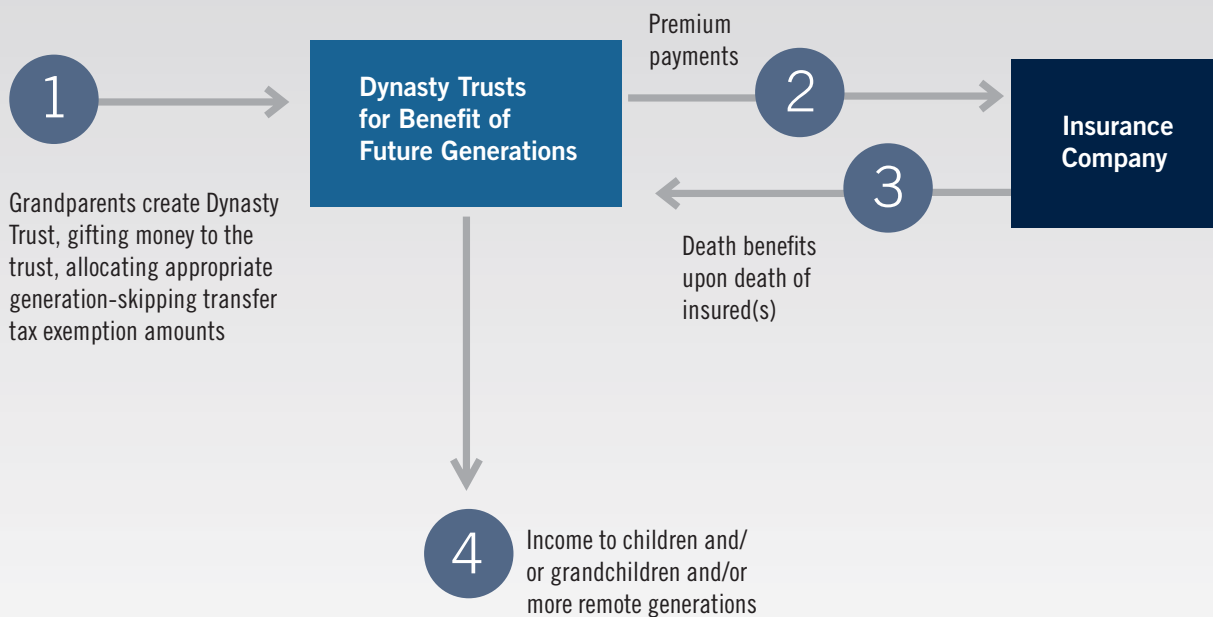 1
Grandparents create Dynasty
Trust, gifting money to the
trust, allocating appropriate
generation-skipping transfer
tax exemption amounts
Dynasty Trusts
for Benefit of
Future Generations
Premium
payments
2
Insurance
Company
3
Death benefits
upon death of
insured(s)
4
Income to children and/
or grandchildren and/or
more remote generations